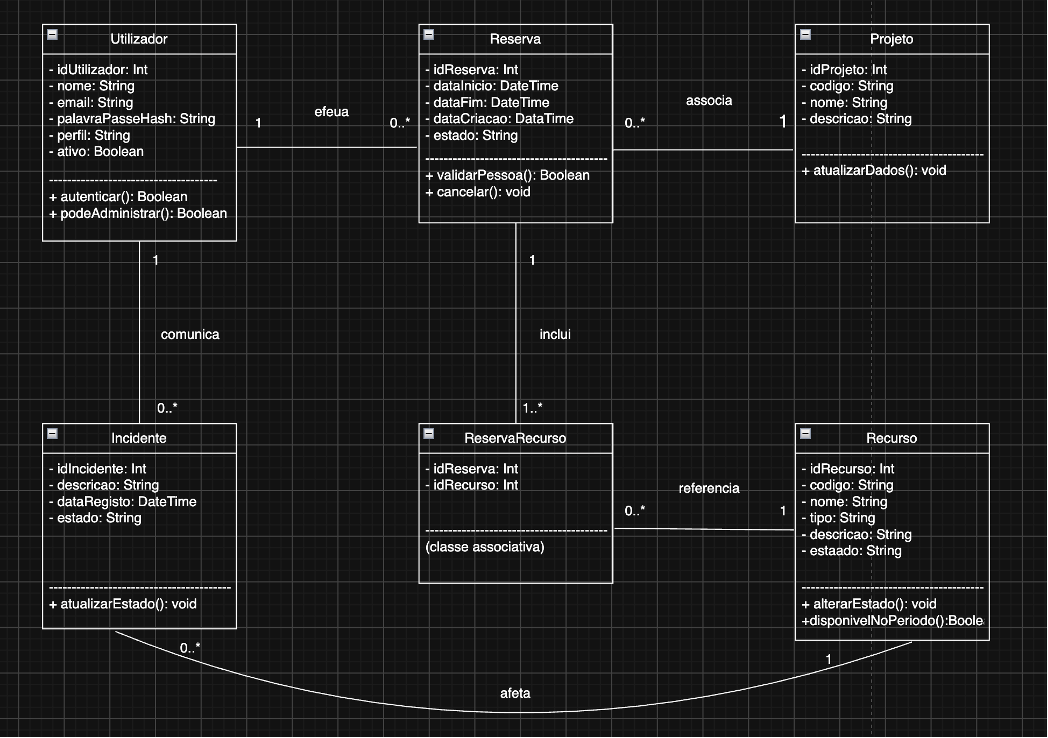 Utilizador
- idUtilizador: Int
- nome: String
- email: String
- palavraPasseHash: String
- perfil: String
- ativo: Boolean
+ autenticar(): Boolean
+ podeAdministrar(): Boolean
1
efeua
0..*
Reserva
- idReserva: Int
- dataInicio: DateTime
- dataFim: DateTime
- dataCriacao: DataTime
- estado: String
+ validarPessoa(): Boolean
+ cancelar(): void
0..*
associa
1
Projeto
- idProjeto: Int
- codigo: String
- nome: String
- descricao: String
+ atualizarDados(): void
1
comunica
0..*
1
inclui
1..*
Incidente
- idIncidente: Int
- descricao: String
- dataRegisto: DateTime
- estado: String
+ atualizarEstado(): void
ReservaRecurso
- idReserva: Int
- idRecurso: Int
(classe associativa)
0..*
referencia
1
Recurso
- idRecurso: Int
- codigo: String
- nome: String
- tipo: String
- descricao: String
- estaado: String
+ alterarEstado(): void
+disponivelNoPeriodo():Boole
0..*
afeta
1